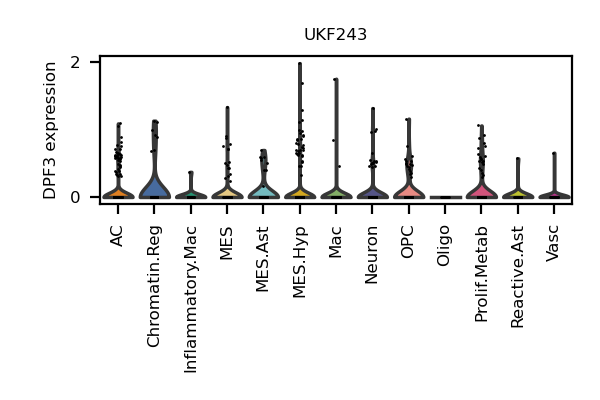 UKF243
DPF3 expression
2
0
AC
Chromatin.Reg
Inflammatory.Mac
MES
MES.Ast
MES.Hyp
Mac
Neuron
OPC
Oligo
Prolif.Metab
Reactive.Ast
Vasc